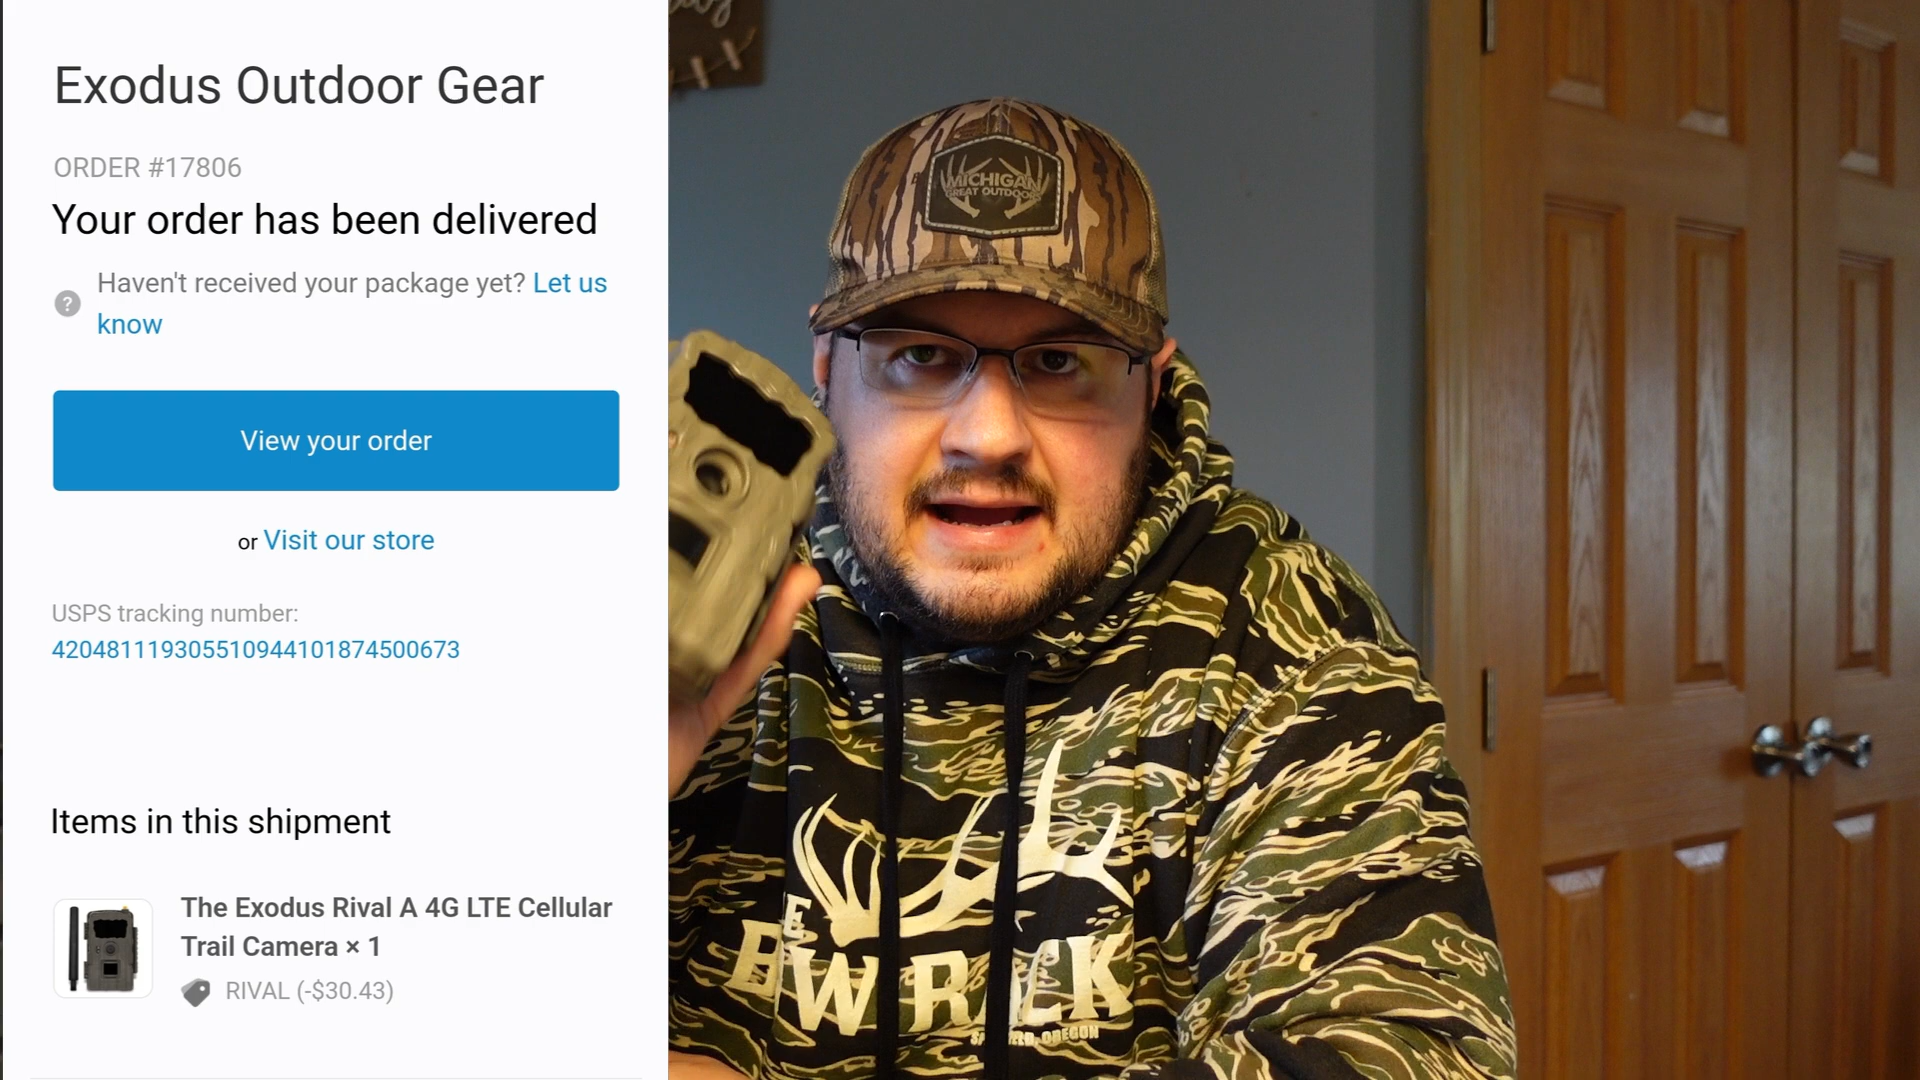 Exodus Outdoor Gear
ORDER #17806
Your order has been delivered
Haven't received your package yet? Let us
know
View your order
or Visit our store
USPS tracking number:
420481119305510944101874500673
Items in this shipment
The Exodus Rival A 4G LTE Cellular
Trail Camera × 1
RIVAL (-$30.43)
MICHIGAN
GREAT OUTDOORS
OREGON